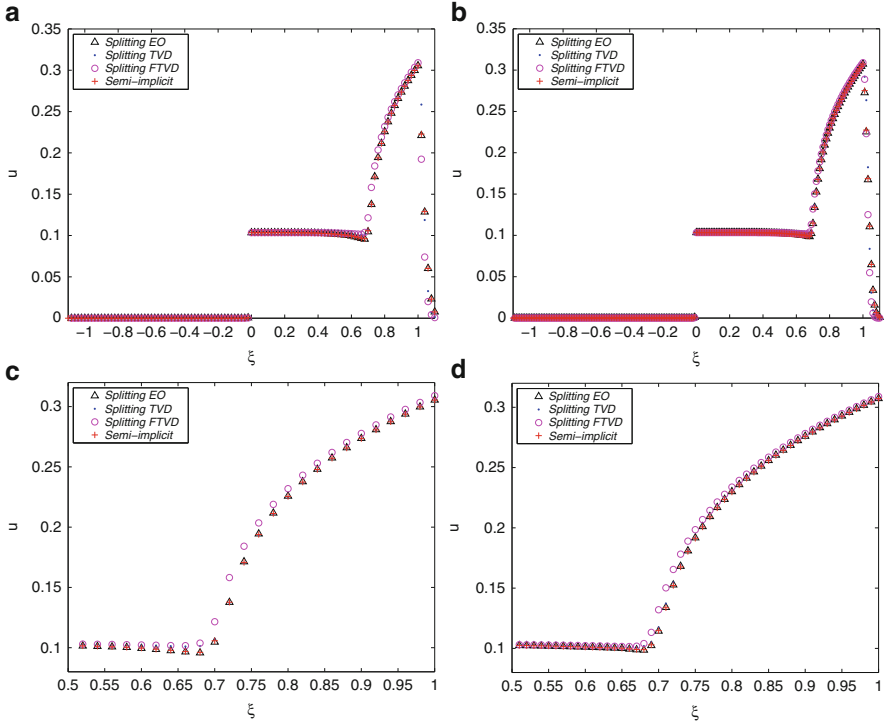 a
0.35
0.3
0.25
0.2
0.15
0.1
0.05
0
u
Splitting EO
Splitting TVD
Splitting FTVD
Semi-implicit
−1 −0.8 −0.6 −0.4 −0.2 0 0.2 0.4 0.6 0.8 1
ξ
b
0.35
0.3
0.25
0.2
0.15
0.1
0.05
0
u
Splitting EO
Splitting TVD
Splitting FTVD
Semi-implicit
−1 −0.8 −0.6 −0.4 −0.2 0 0.2 0.4 0.6 0.8 1
ξ
c
0.3
0.25
0.2
0.15
0.1
u
Splitting EO
Splitting TVD
Splitting FTVD
Semi-implicit
0.5 0.55 0.6 0.65 0.7 0.75 0.8 0.85 0.9 0.95 1
ξ
d
0.3
0.25
0.2
0.15
0.1
u
Splitting EO
Splitting TVD
Splitting FTVD
Semi-implicit
0.5 0.55 0.6 0.65 0.7 0.75 0.8 0.85 0.9 0.95 1
ξ